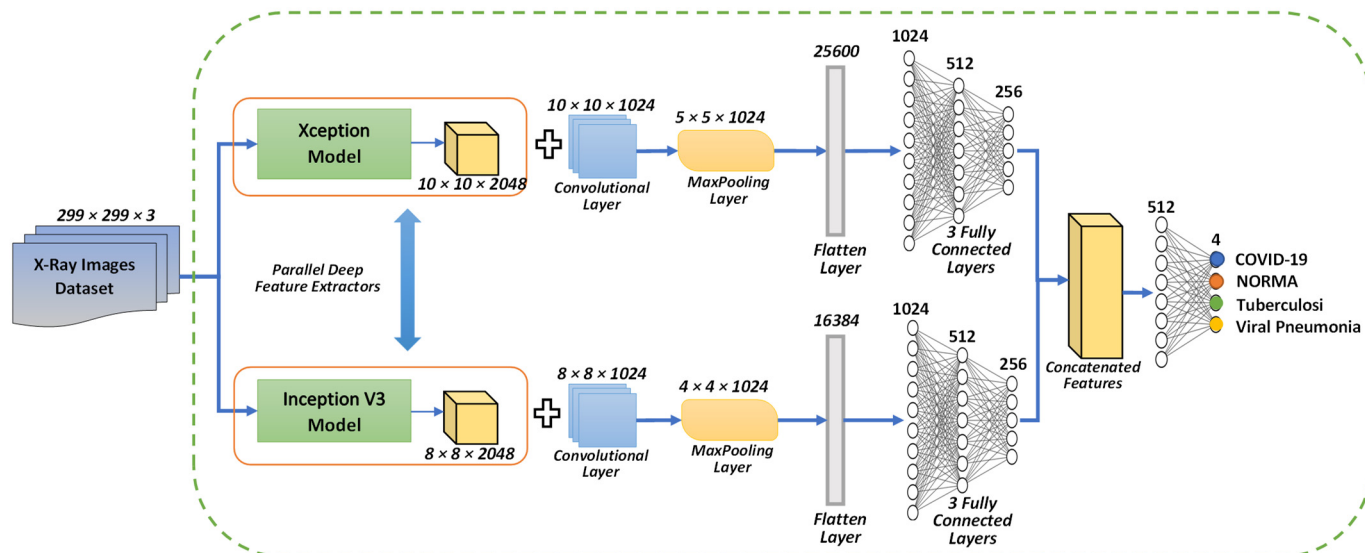 299 × 299 × 3
X-Ray Images
Dataset
Xception
Model
10 × 10 × 2048
10 × 10 × 1024
Convolutional
Layer
5 × 5 × 1024
MaxPooling
Layer
25600
Flatten
Layer
1024
512
256
3 Fully
Connected
Layers
Parallel Deep
Feature Extractors
Inception V3
Model
8 × 8 × 2048
8 × 8 × 1024
Convolutional
Layer
4 × 4 × 1024
MaxPooling
Layer
16384
Flatten
Layer
1024
512
256
3 Fully
Connected
Layers
Concatenated
Features
512
4
COVID-19
NORMA
Tuberculosi
Viral Pneumonia